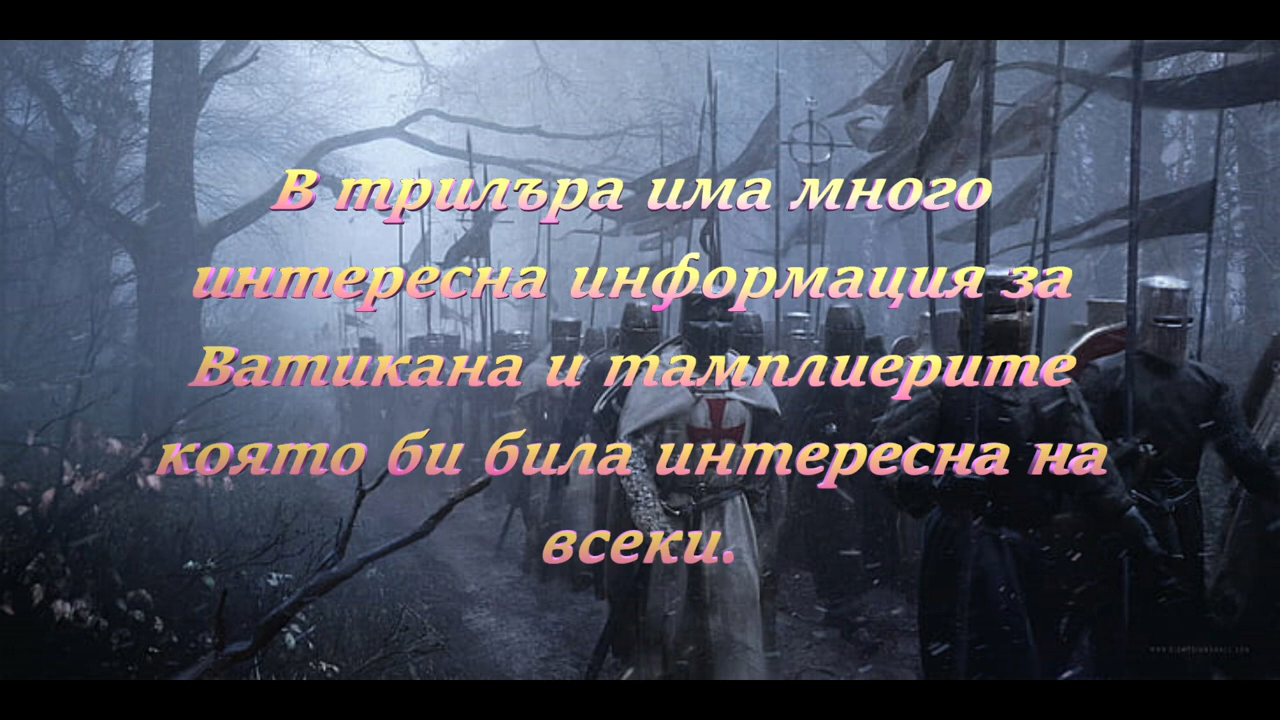 В трилъра има много
интересна информация за
Ватикана и тамплиерите
която би била интересна на
всеки.